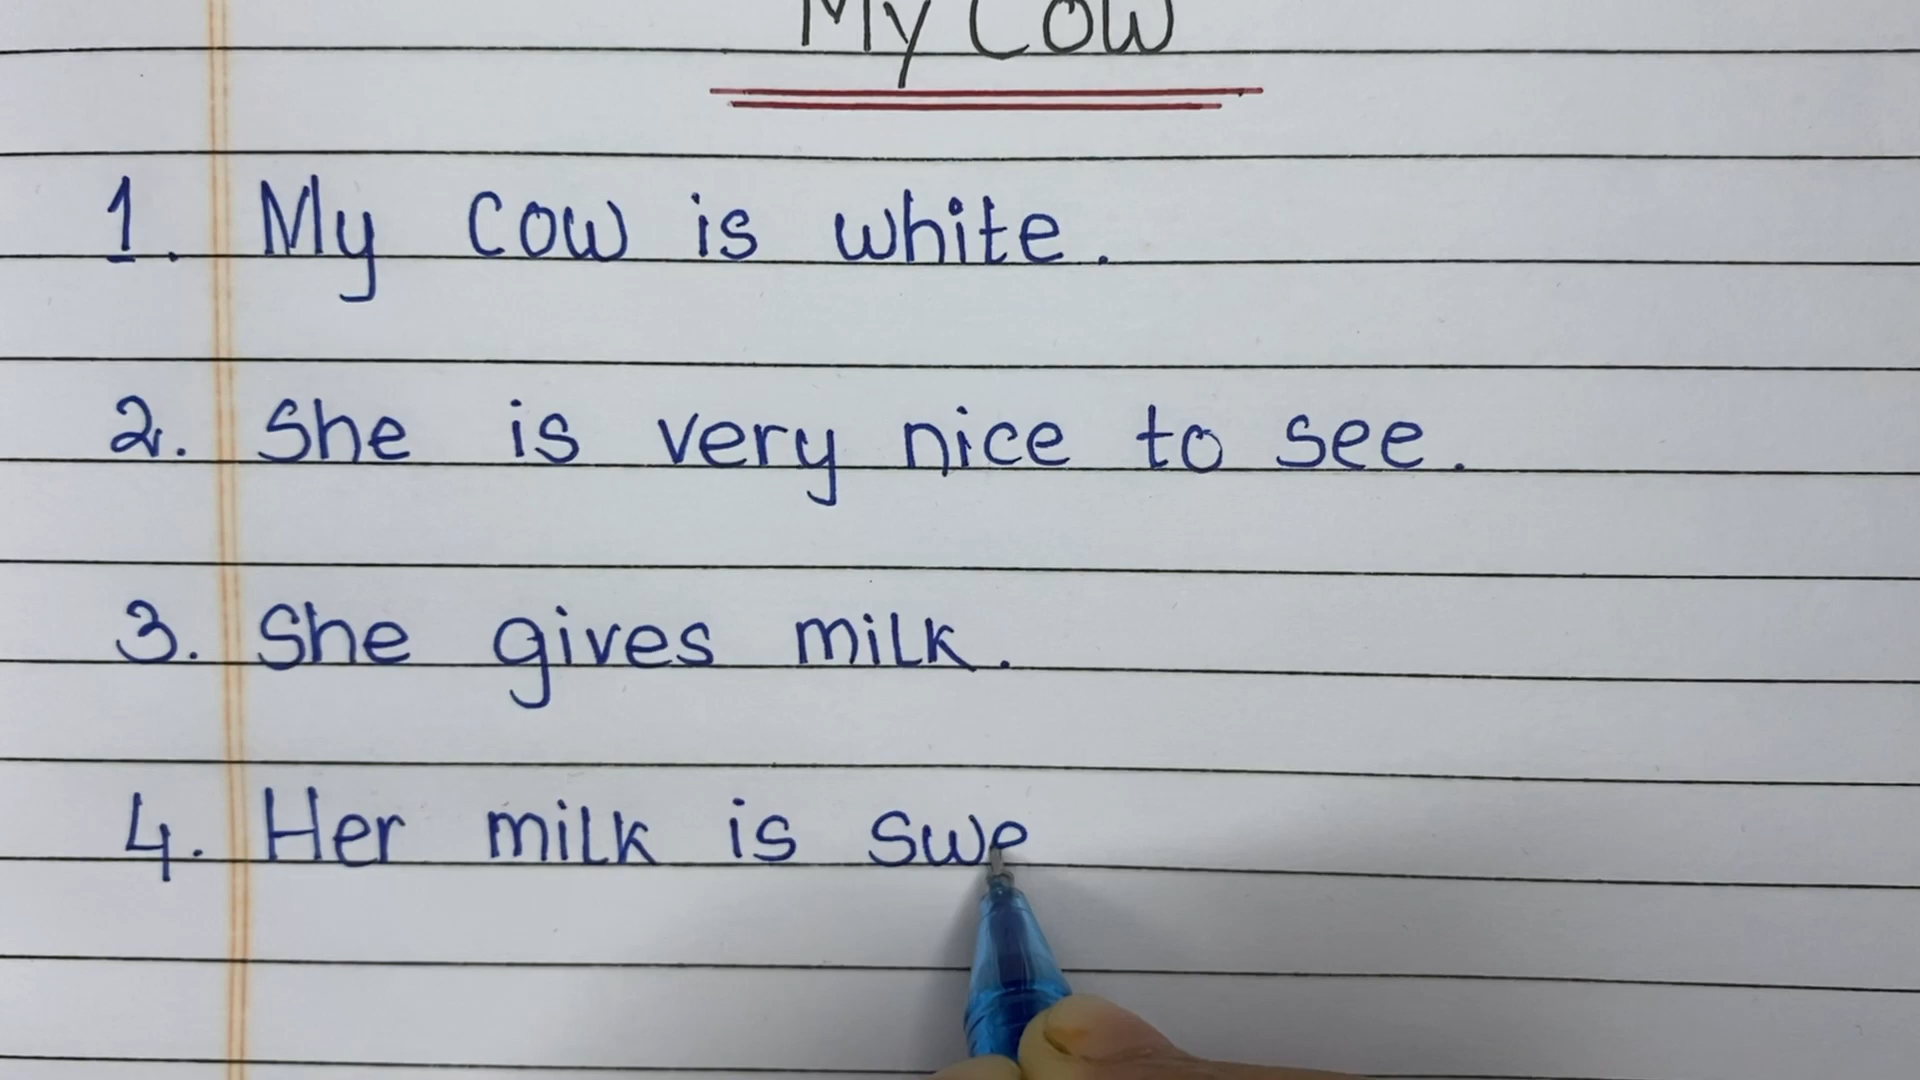 My Cow
1. My cow is white.
2. She is very nice to see.
3. She gives milk.
4. Her milk is swe